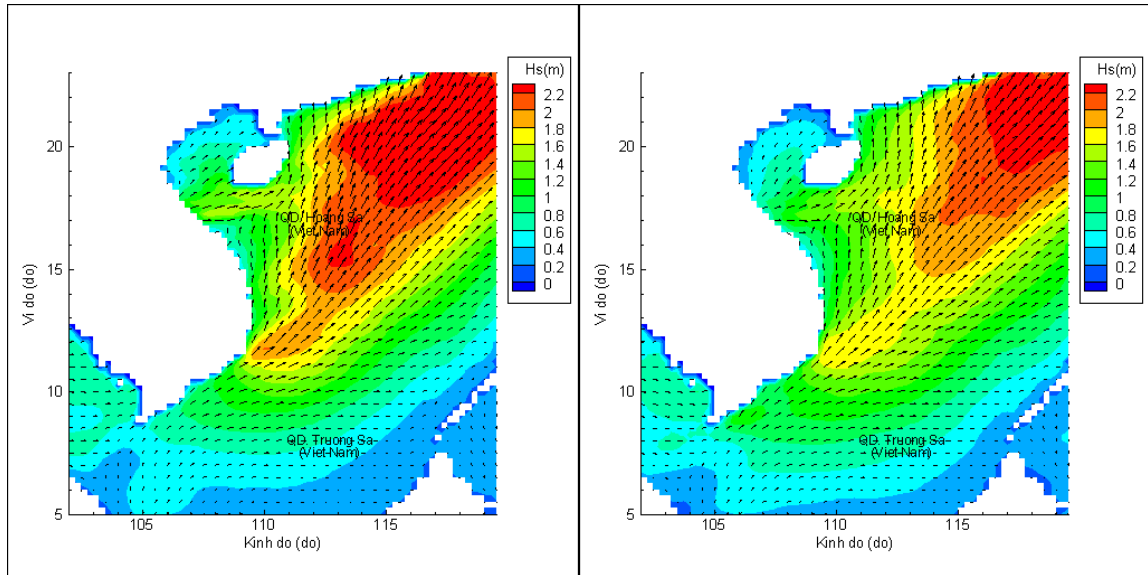 Hs(m)
2.2
2
1.8
1.6
1.4
1.2
1
0.8
0.6
0.4
0.2
0
20
15
10
5
Vi do (do)
QD. Hoang Sa
(Viet Nam)
QD. Truong Sa
(Viet Nam)
105
110
115
Kinh do (do)
Hs(m)
2.2
2
1.8
1.6
1.4
1.2
1
0.8
0.6
0.4
0.2
0
20
15
10
5
Vi do (do)
QD. Hoang Sa
(Viet Nam)
QD. Truong Sa
(Viet Nam)
105
110
115
Kinh do (do)